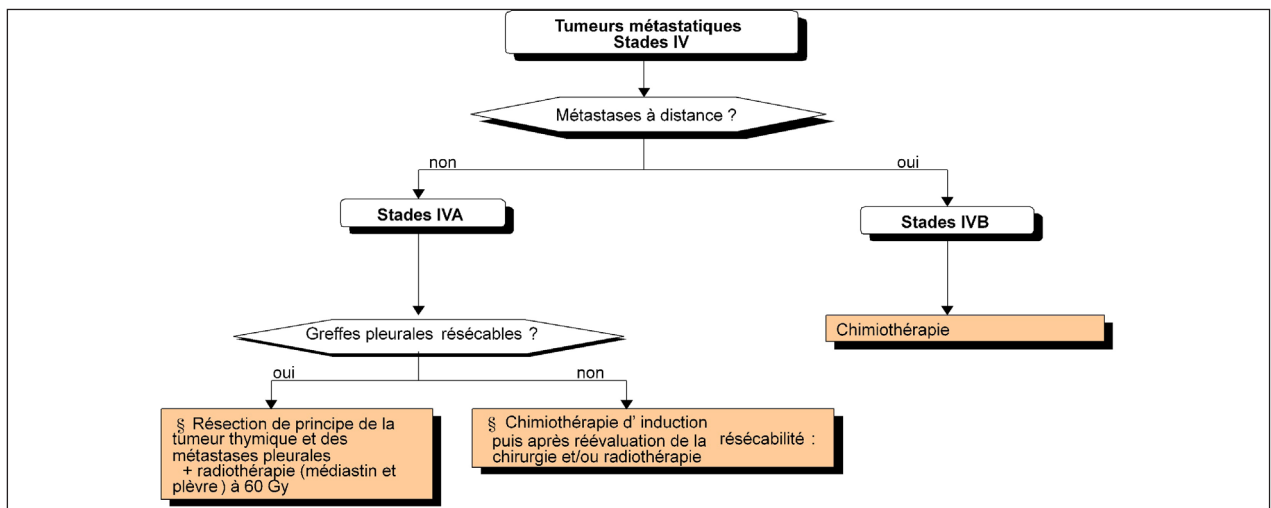 Tumeurs métastatiques
Stades IV
Métastases à distance ?
non
oui
Stades IVA
Stades IVB
Greffes pleurales résécables ?
Chimiothérapie
oui
non
§ Résection de principe de la
tumeur thymique et des
métastases pleurales
+ radiothérapie (médiastin et
plèvre ) à 60 Gy
§ Chimiothérapie d' induction
puis après réévaluation de la résécabilité :
chirurgie et/ou radiothérapie